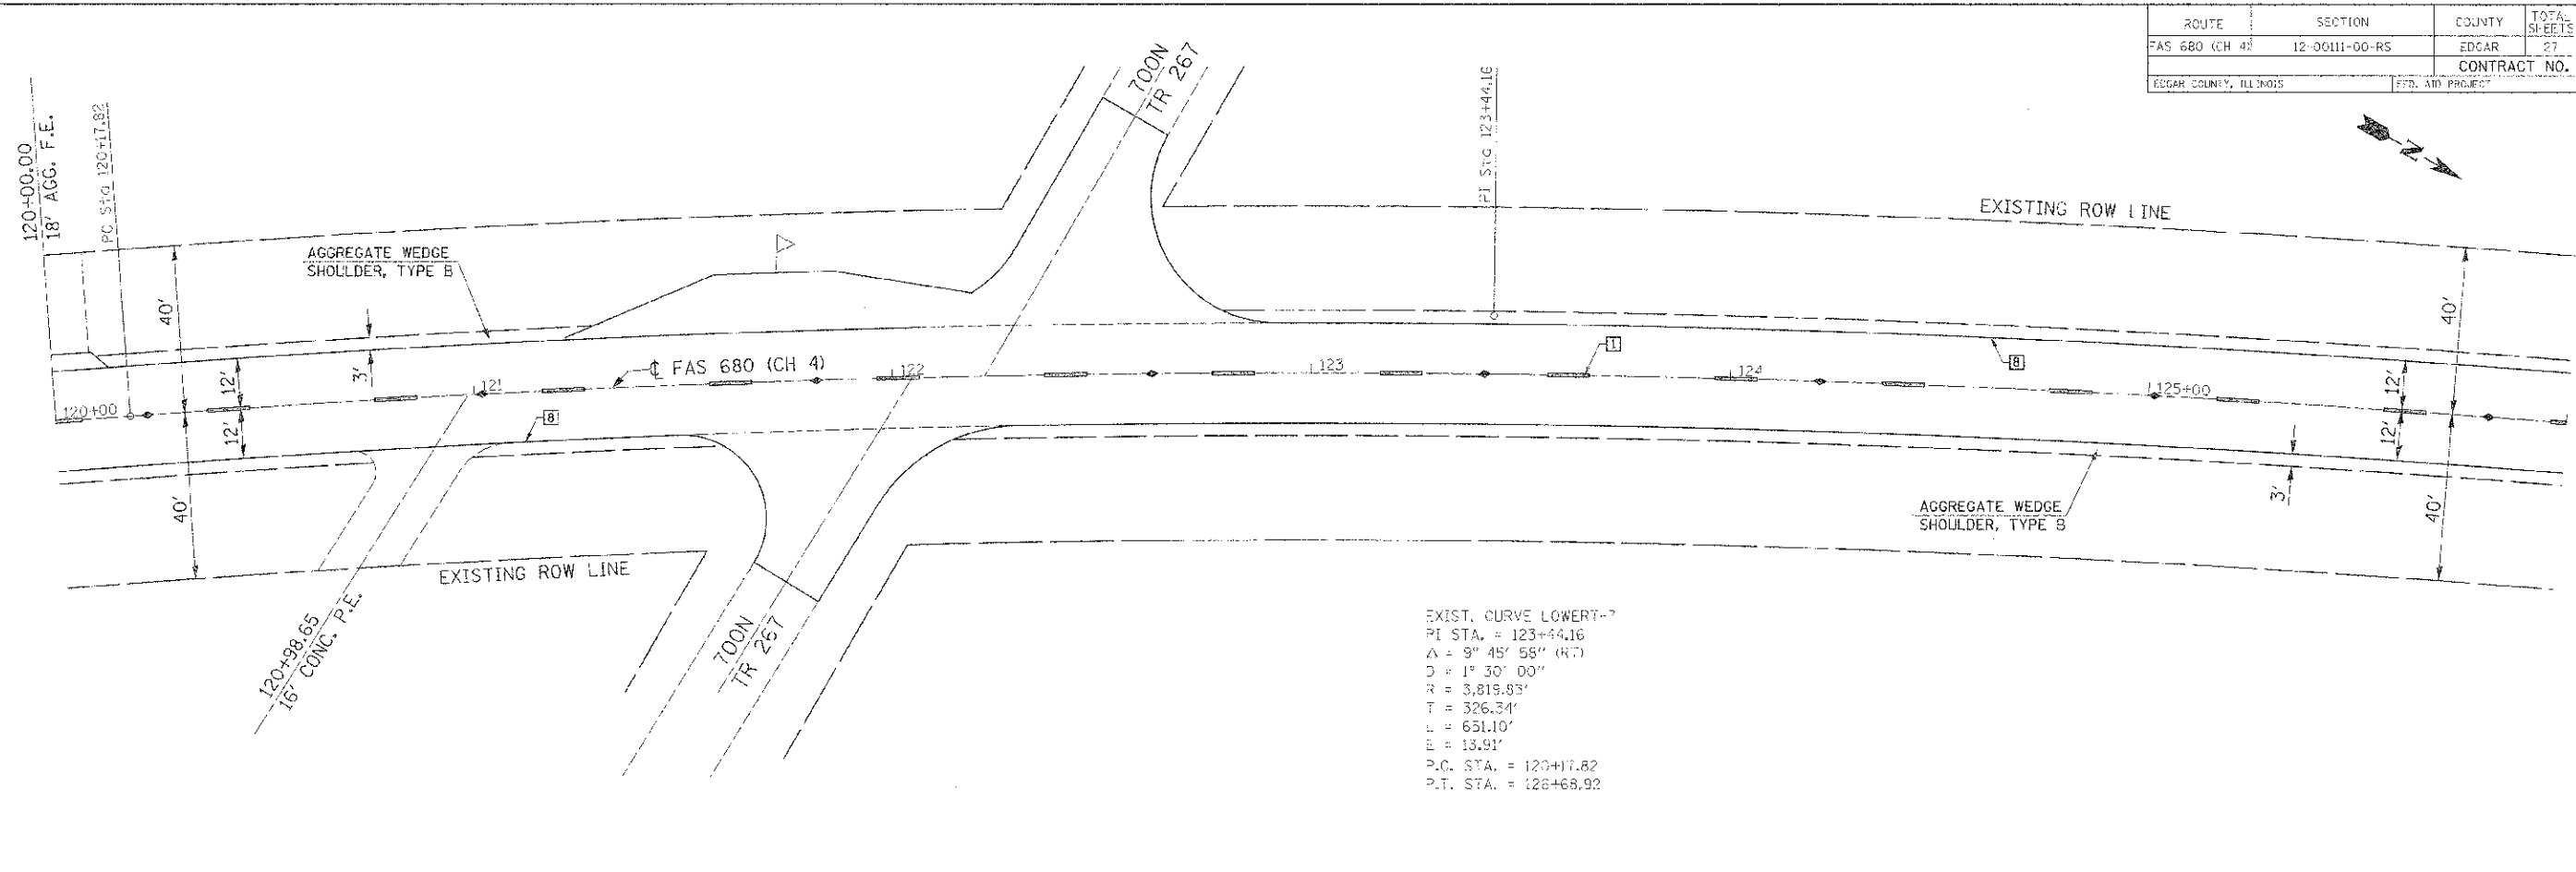 ROUTE SECTION COUNTY TOTAL SHEETS
FAS 680 (CH 4) 12-00111-00-RS EDGAR 27
CONTRACT NO.
EDGAR COUNTY, ILLINOIS FED. AID PROJECT
N
120+00.00
18' AGG. F.E.
PC Sta 120+17.82
700N
TR 267
PI Sta 123+44.16
EXISTING ROW LINE
AGGREGATE WEDGE
SHOULDER, TYPE B
40'
40'
3'
12'
12'
℄ FAS 680 (CH 4)
120+00
121
122
123
124
125+00
1
8
8
12'
12'
12'
40'
3'
40'
AGGREGATE WEDGE
SHOULDER, TYPE B
EXISTING ROW LINE
120+98.65
16' CONC. P.E.
700N
TR 267
EXIST. CURVE
PI STA. = 123+44.16
Δ = 9° 45' 58" (RT)
D = 1° 30' 00"
R = 3,819.83'
T = 326.34'
L = 651.10'
E = 13.91'
P.C. STA. = 120+17.82
P.T. STA. = 126+68.92